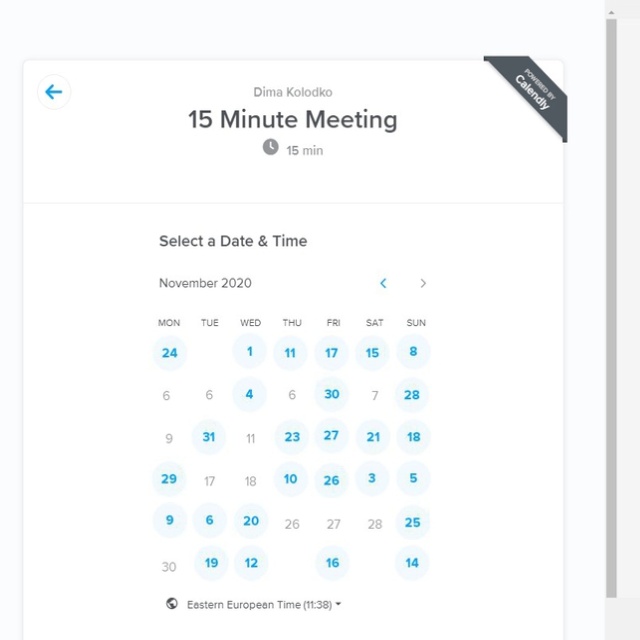 Dima Kolodko
15 Minute Meeting
15 min
POWERED BY
Calendly
Select a Date & Time
November 2020
MON TUE WED THU FRI SAT SUN
24 1 11 17 15 8
6 6 4 6 30 7 28
9 31 11 23 27 21 18
29 17 18 10 26 3 5
9 6 20 26 27 28 25
30 19 12 16 14
Eastern European Time (11:38)